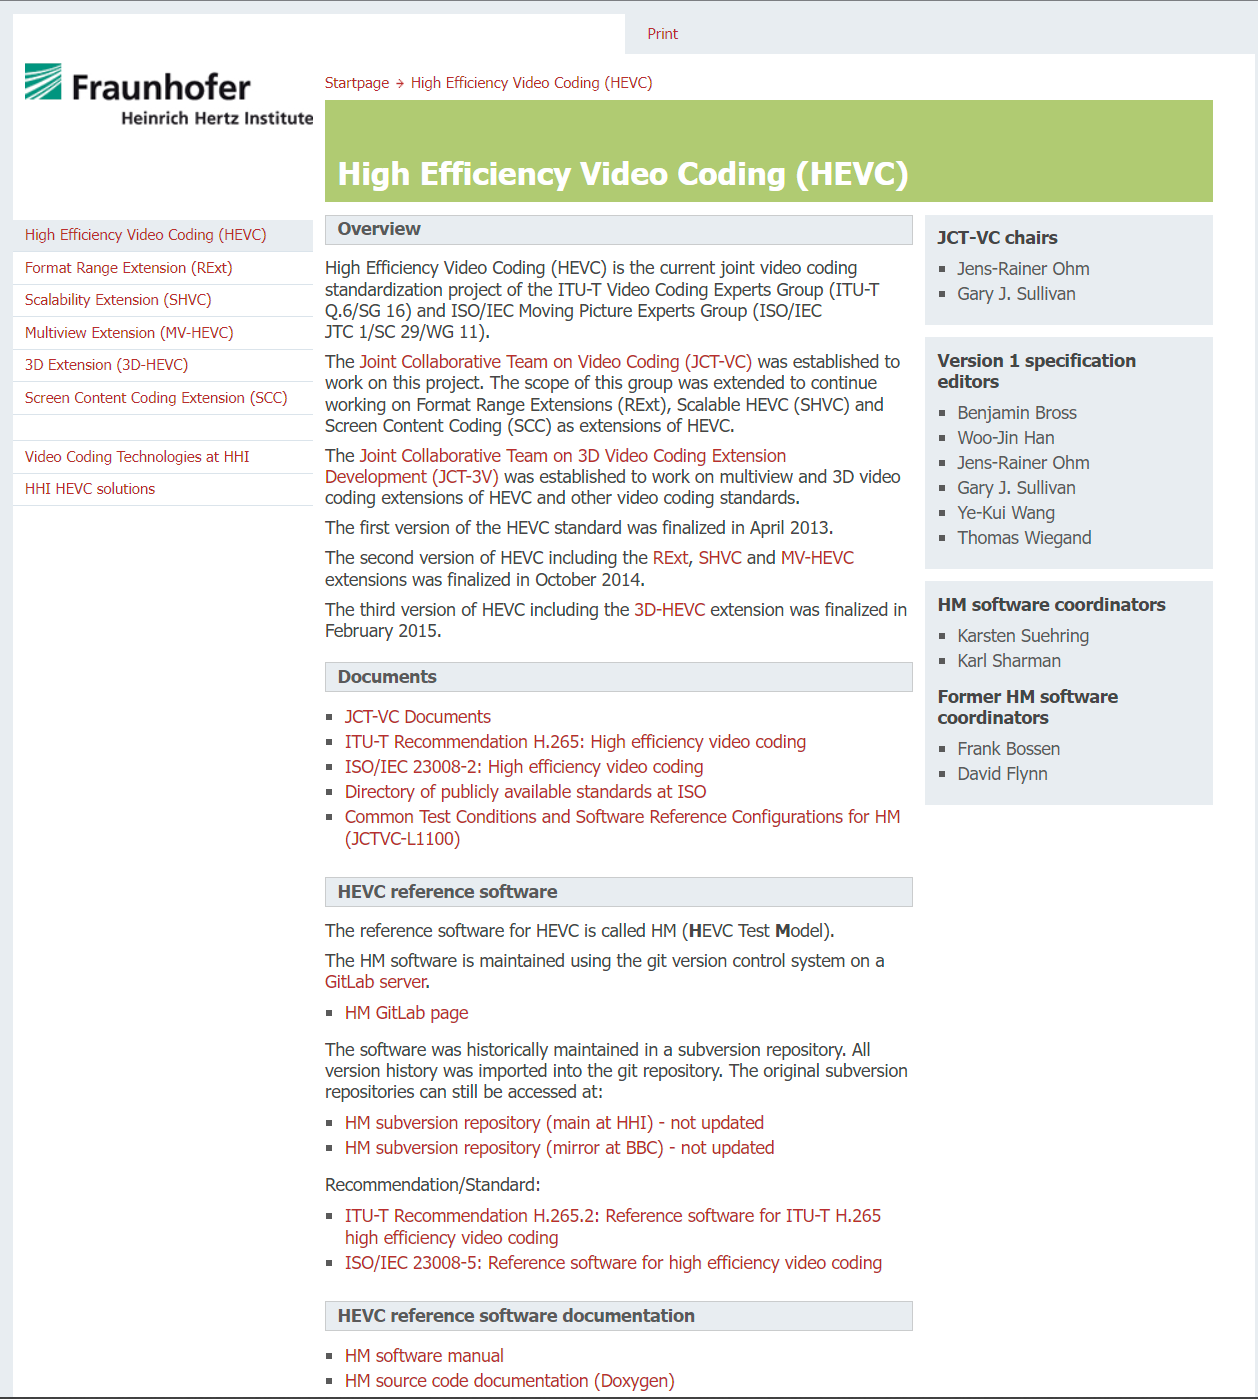 Print
Fraunhofer
Heinrich Hertz Institute
Startpage → High Efficiency Video Coding (HEVC)
High Efficiency Video Coding (HEVC)
High Efficiency Video Coding (HEVC)
Format Range Extension (RExt)
Scalability Extension (SHVC)
Multiview Extension (MV-HEVC)
3D Extension (3D-HEVC)
Screen Content Coding Extension (SCC)
Video Coding Technologies at HHI
HHI HEVC solutions
Overview
High Efficiency Video Coding (HEVC) is the current joint video coding
standardization project of the ITU-T Video Coding Experts Group (ITU-T
Q.6/SG 16) and ISO/IEC Moving Picture Experts Group (ISO/IEC
JTC 1/SC 29/WG 11).
The Joint Collaborative Team on Video Coding (JCT-VC) was established to
work on this project. The scope of this group was extended to continue
working on Format Range Extensions (RExt), Scalable HEVC (SHVC) and
Screen Content Coding (SCC) as extensions of HEVC.
The Joint Collaborative Team on 3D Video Coding Extension
Development (JCT-3V) was established to work on multiview and 3D video
coding extensions of HEVC and other video coding standards.
The first version of the HEVC standard was finalized in April 2013.
The second version of HEVC including the RExt, SHVC and MV-HEVC
extensions was finalized in October 2014.
The third version of HEVC including the 3D-HEVC extension was finalized in
February 2015.
Documents
JCT-VC Documents
ITU-T Recommendation H.265: High efficiency video coding
ISO/IEC 23008-2: High efficiency video coding
Directory of publicly available standards at ISO
Common Test Conditions and Software Reference Configurations for HM
(JCTVC-L1100)
HEVC reference software
The reference software for HEVC is called HM (HEVC Test Model).
The HM software is maintained using the git version control system on a
GitLab server.
HM GitLab page
The software was historically maintained in a subversion repository. All
version history was imported into the git repository. The original subversion
repositories can still be accessed at:
HM subversion repository (main at HHI) - not updated
HM subversion repository (mirror at BBC) - not updated
Recommendation/Standard:
ITU-T Recommendation H.265.2: Reference software for ITU-T H.265
high efficiency video coding
ISO/IEC 23008-5: Reference software for high efficiency video coding
HEVC reference software documentation
HM software manual
HM source code documentation (Doxygen)
JCT-VC chairs
Jens-Rainer Ohm
Gary J. Sullivan
Version 1 specification
editors
Benjamin Bross
Woo-Jin Han
Jens-Rainer Ohm
Gary J. Sullivan
Ye-Kui Wang
Thomas Wiegand
HM software coordinators
Karsten Suehring
Karl Sharman
Former HM software
coordinators
Frank Bossen
David Flynn